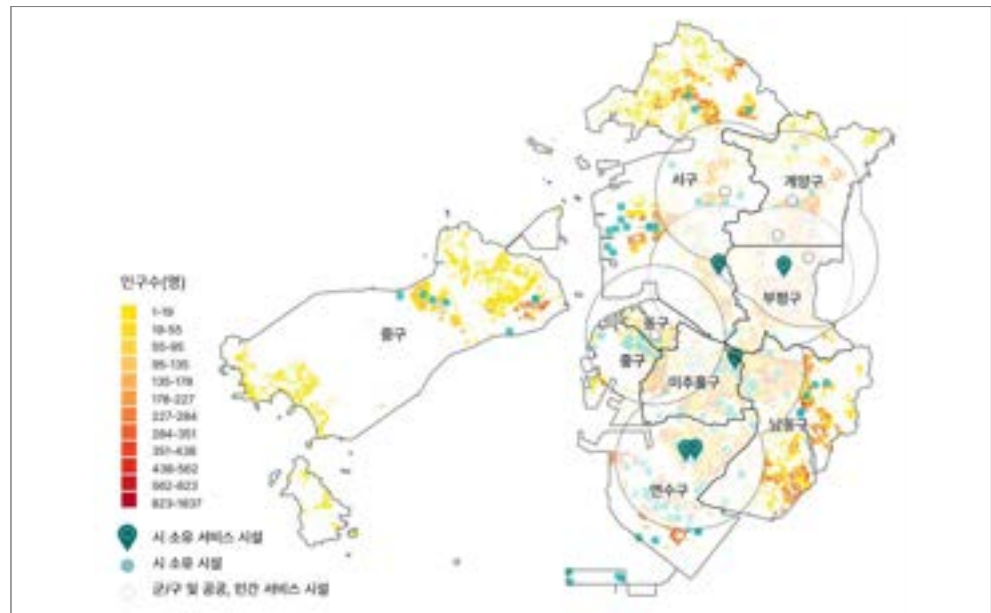 서구
계양구
부평구
인구수(명)
중구
동구
중구
미추홀구
남동구
연수구
1-19
19-55
55-95
95-135
135-178
178-227
227-284
284-351
351-438
438-562
562-823
823-1637
시 소유 서비스 시설
시 소유 시설
군/구 및 공공, 민간 서비스 시설